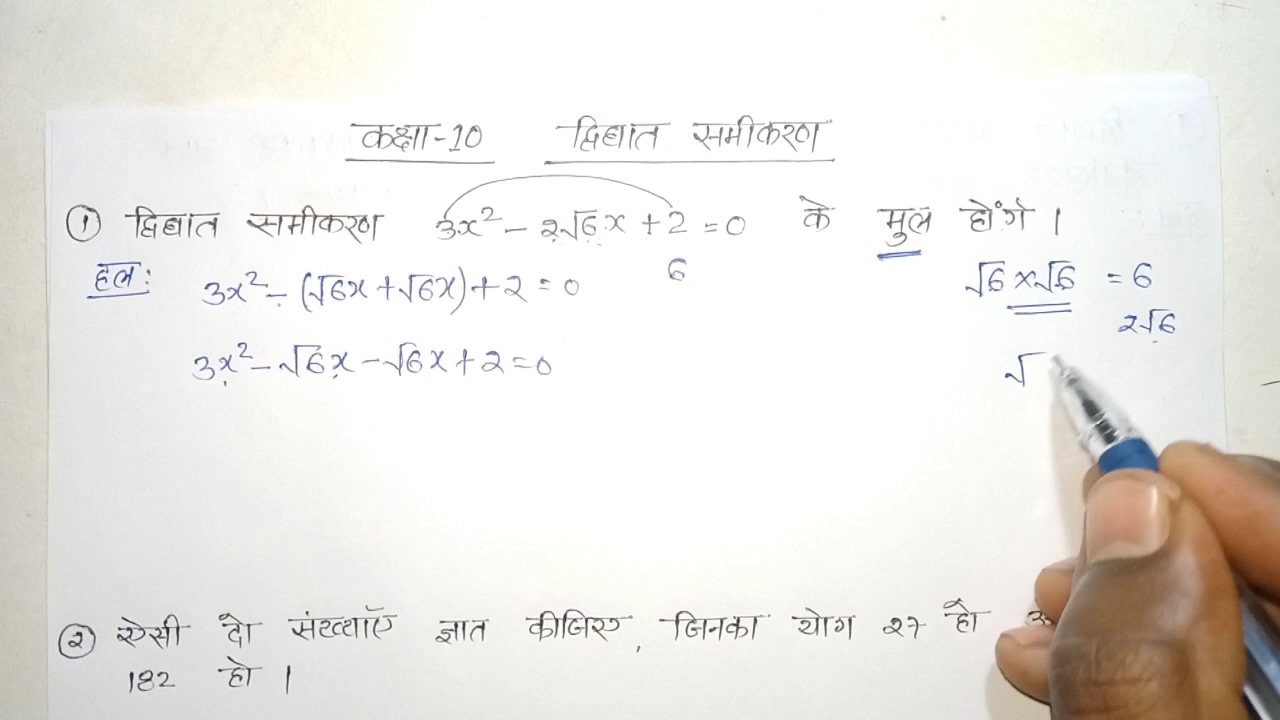 कक्षा-10 द्विघात समीकरण
① द्विघात समीकरण 3x² - 2√6x + 2 = 0 के मुल होंगे।
6
हल: 3x² - (√6x + √6x) + 2 = 0
√6 × √6 = 6
2√6
3x² - √6x - √6x + 2 = 0
√
② ऐसी दो संख्याएँ ज्ञात कीजिए, जिनका योग 27 हो
182 हो।